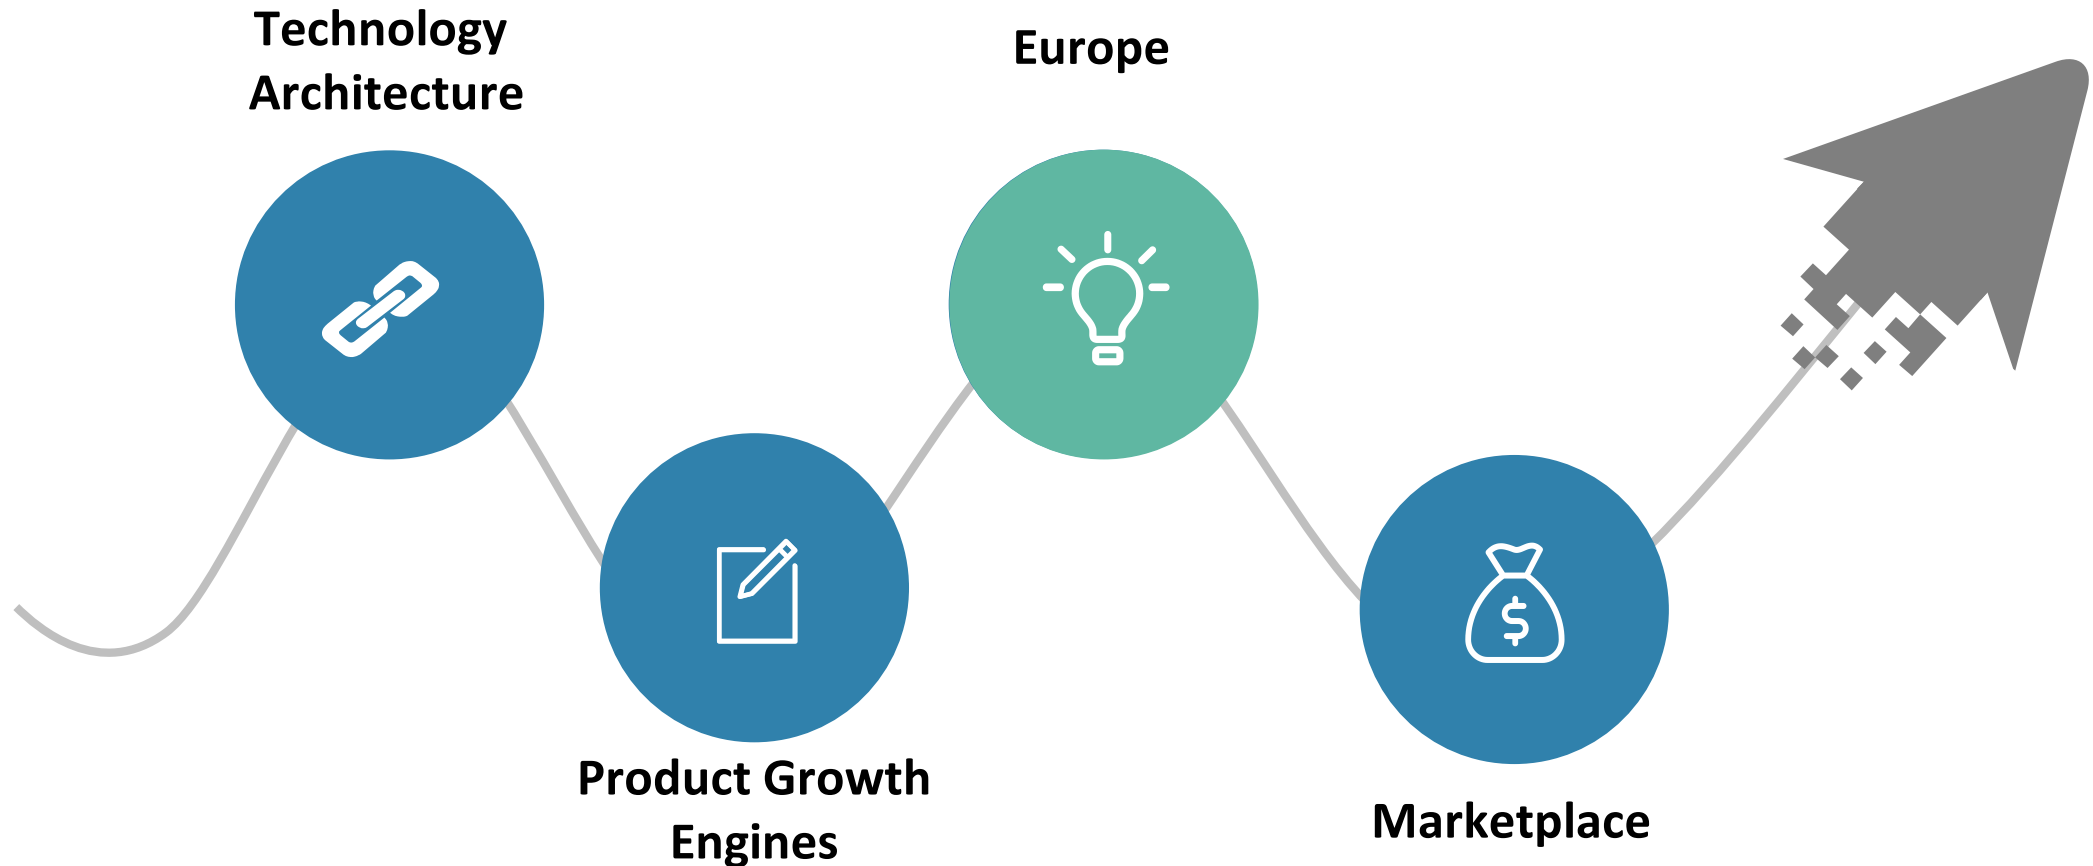 Technology
Architecture
Europe
$
Product Growth
Engines
Marketplace